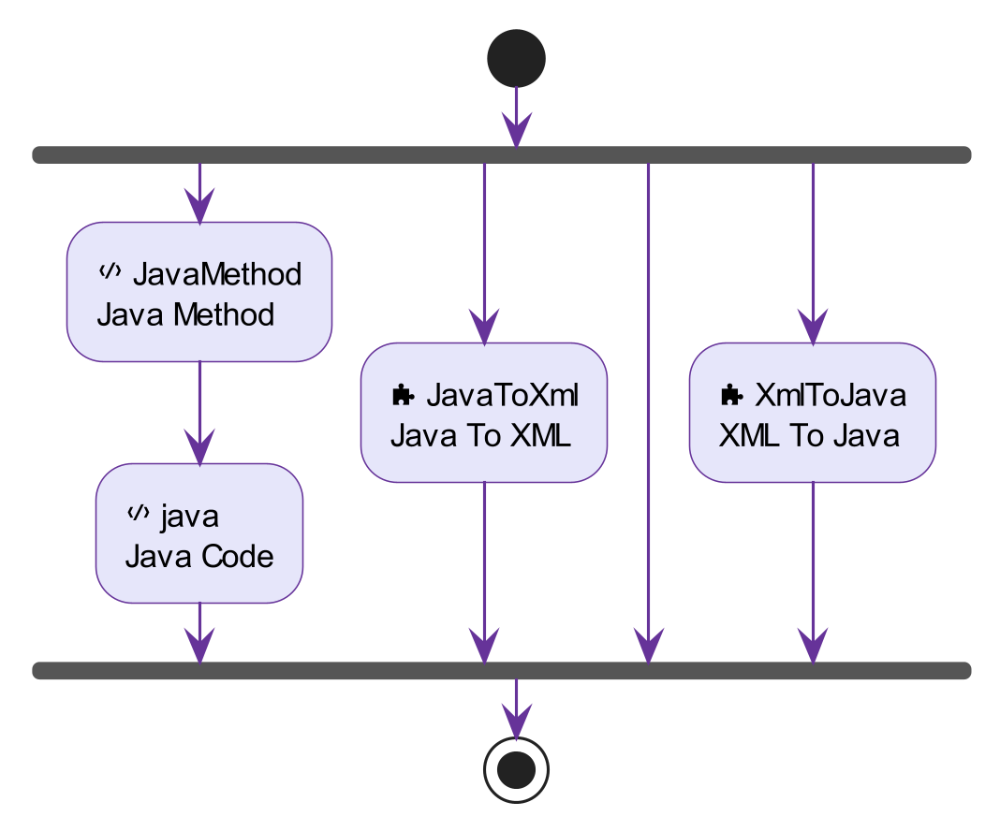 JavaMethod
Java Method
JavaToXml
Java To XML
XmlToJava
XML To Java
java
Java Code